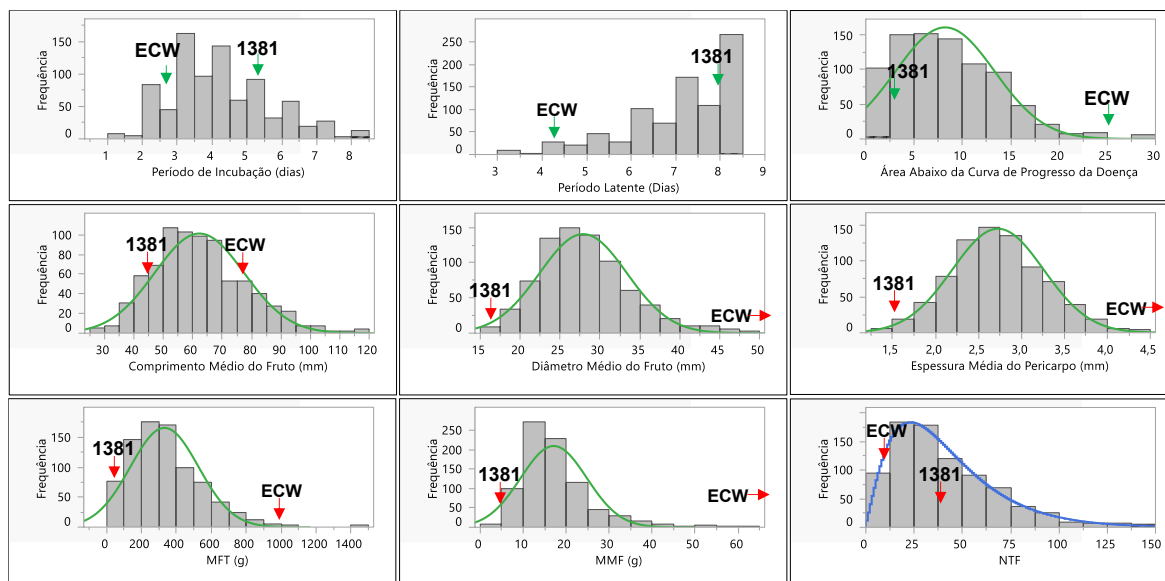 Frequência
150
100
50
0
ECW
1381
1 2 3 4 5 6 7 8
Período de Incubação (dias)
Frequência
250
200
150
100
50
ECW
1381
3 4 5 6 7 8 9
Período Latente (Dias)
Frequência
150
100
50
0
1381
ECW
0 5 10 15 20 25 30
Área Abaixo da Curva de Progresso da Doença
Frequência
100
80
60
40
20
0
1381
ECW
30 40 50 60 70 80 90 100 110 120
Comprimento Médio do Fruto (mm)
Frequência
150
100
50
0
1381
ECW
15 20 25 30 35 40 45 50
Diâmetro Médio do Fruto (mm)
Frequência
150
100
50
0
1381
ECW
1,5 2,0 2,5 3,0 3,5 4,0 4,5
Espessura Média do Pericarpo (mm)
Frequência
150
100
50
0
1381
ECW
0 200 400 600 800 1000 1400
MFT (g)
Frequência
250
200
150
100
50
0
1381
ECW
0 10 20 30 40 50 60
MMF (g)
Frequência
150
100
50
0
ECW
1381
0 25 50 75 100 125 150
NTF